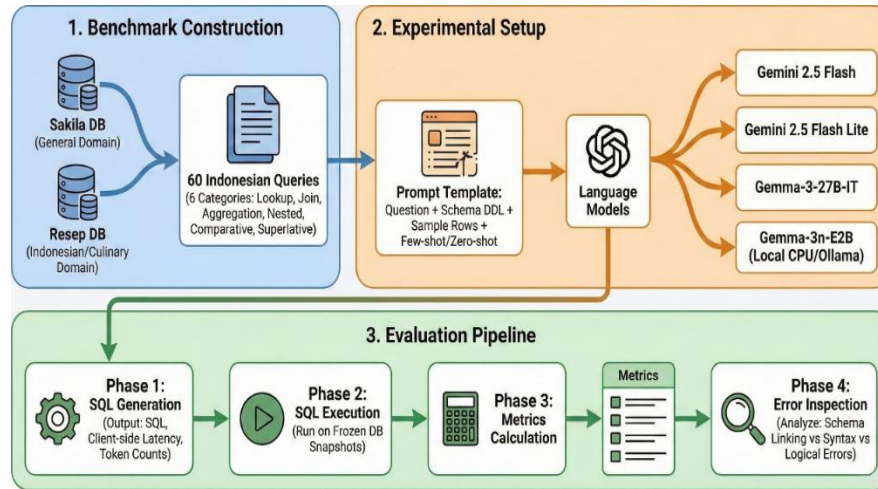 1. Benchmark Construction
Sakila DB
(General Domain)
Resep DB
(Indonesian/Culinary
Domain)
60 Indonesian Queries
(6 Categories: Lookup, Join,
Aggregation, Nested,
Comparative, Superlative)
2. Experimental Setup
Prompt Template:
Question + Schema DDL +
Sample Rows +
Few-shot/Zero-shot
Language
Models
Gemini 2.5 Flash
Gemini 2.5 Flash Lite
Gemma-3-27B-IT
Gemma-3n-E2B
(Local CPU/Ollama)
3. Evaluation Pipeline
Phase 1:
SQL Generation
(Output: SQL,
Client-side Latency,
Token Counts)
Phase 2:
SQL Execution
(Run on Frozen DB
Snapshots)
Phase 3:
Metrics
Calculation
Metrics
Phase 4:
Error Inspection
(Analyze: Schema
Linking vs Syntax vs
Logical Errors)